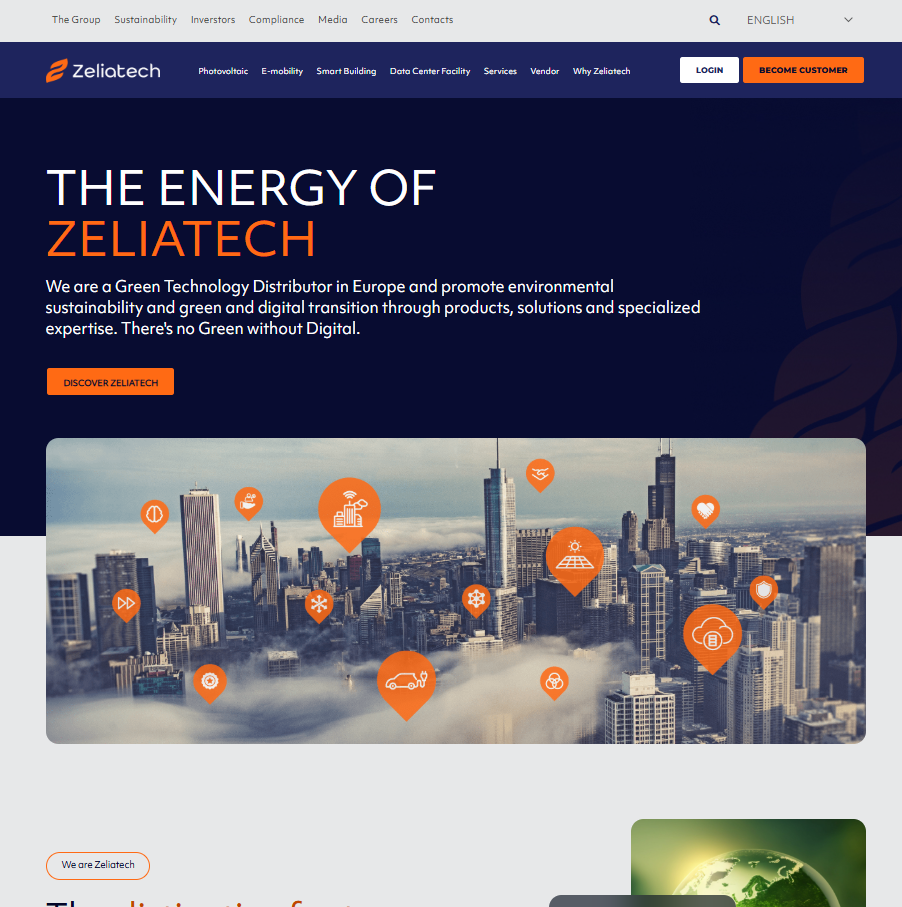 The Group Sustainability Inverstors Compliance Media Careers Contacts ENGLISH
Zeliatech Photovoltaic E-mobility Smart Building Data Center Facility Services Vendor Why Zeliatech LOGIN BECOME CUSTOMER
THE ENERGY OF
ZELIATECH
We are a Green Technology Distributor in Europe and promote environmental
sustainability and green and digital transition through products, solutions and specialized
expertise. There's no Green without Digital.
DISCOVER ZELIATECH
We are Zeliatech